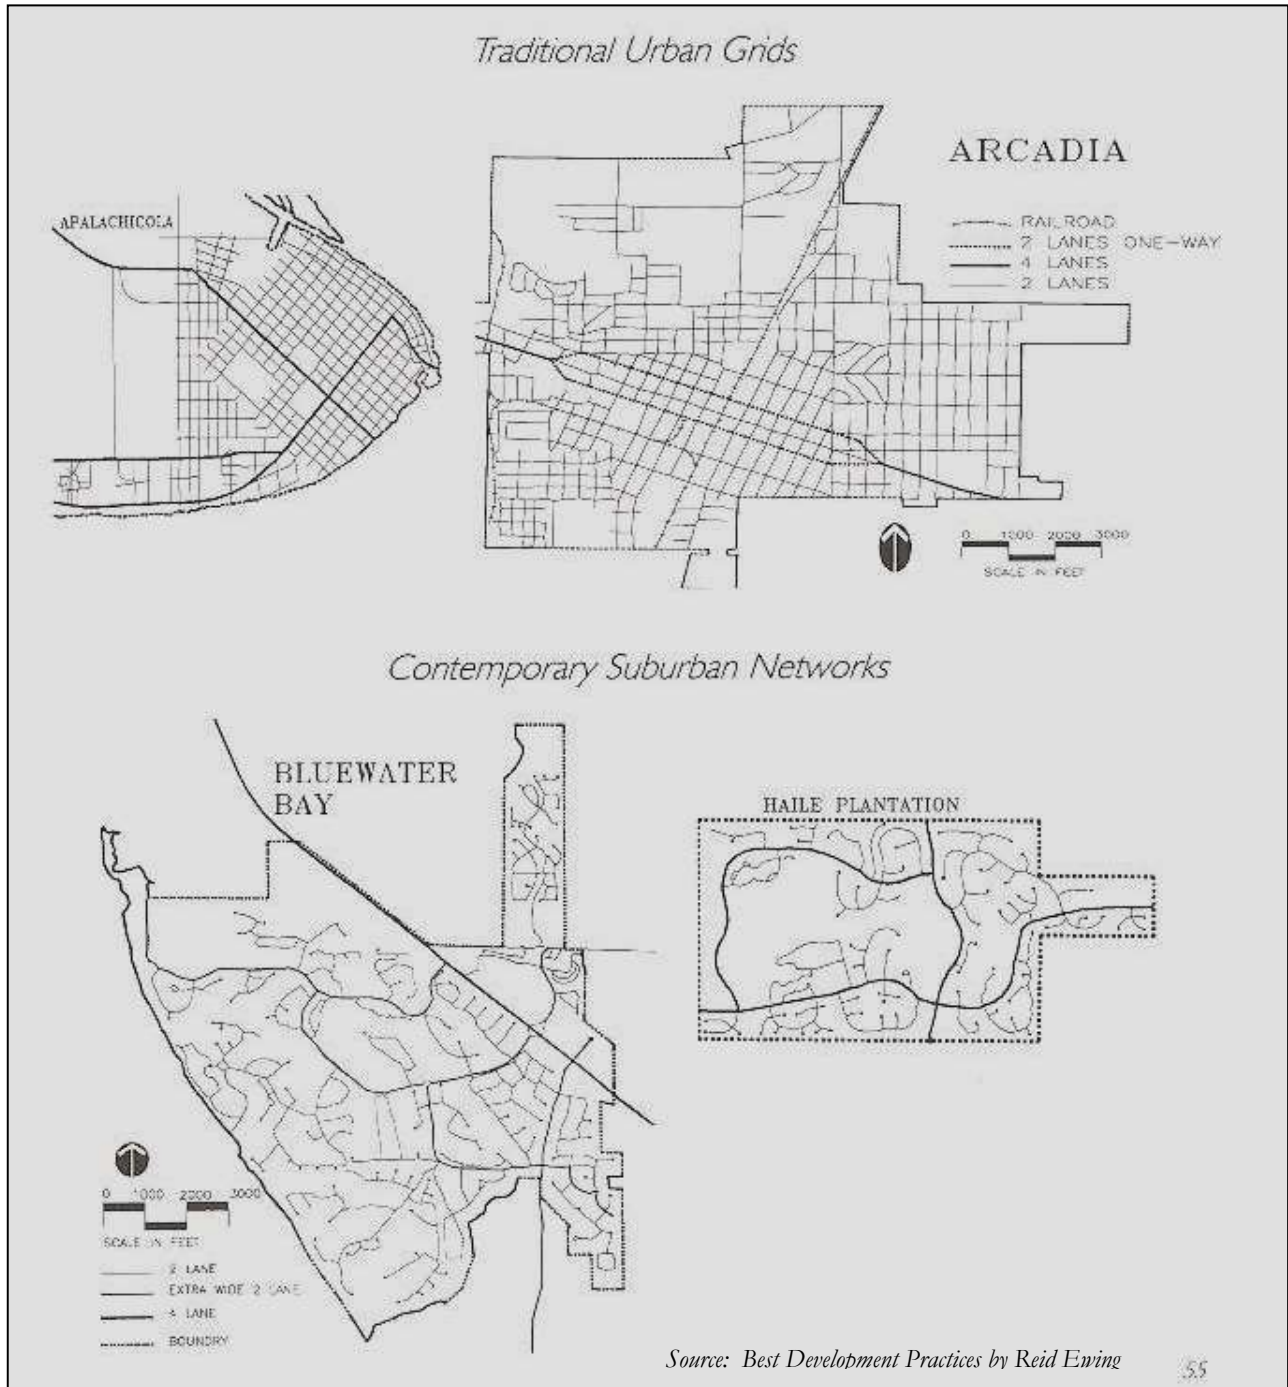 Traditional Urban Grids
ARCADIA
APALACHICOLA
RAILROAD
2 LANES ONE-WAY
4 LANES
2 LANES
0 1000 2000 3000
SCALE IN FEET
Contemporary Suburban Networks
BLUEWATER
BAY
HAILE PLANTATION
0 1000 2000 3000
SCALE IN FEET
2 LANE
EXTRA WIDE 2 LANE
4 LANE
BOUNDRY
Source: Best Development Practices by Reid Ewing
55